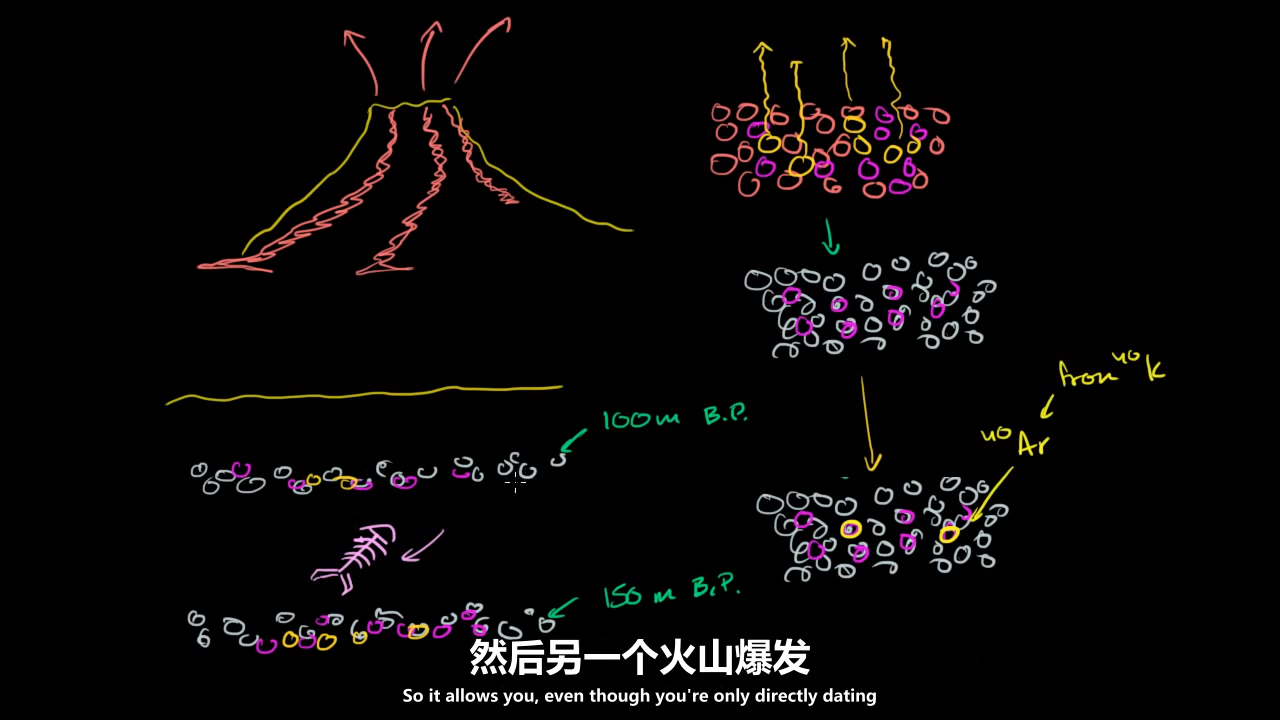 from ⁴⁰K
⁴⁰Ar
100m B.P.
150m B.P.
然后另一个火山爆发
So it allows you, even though you're only directly dating